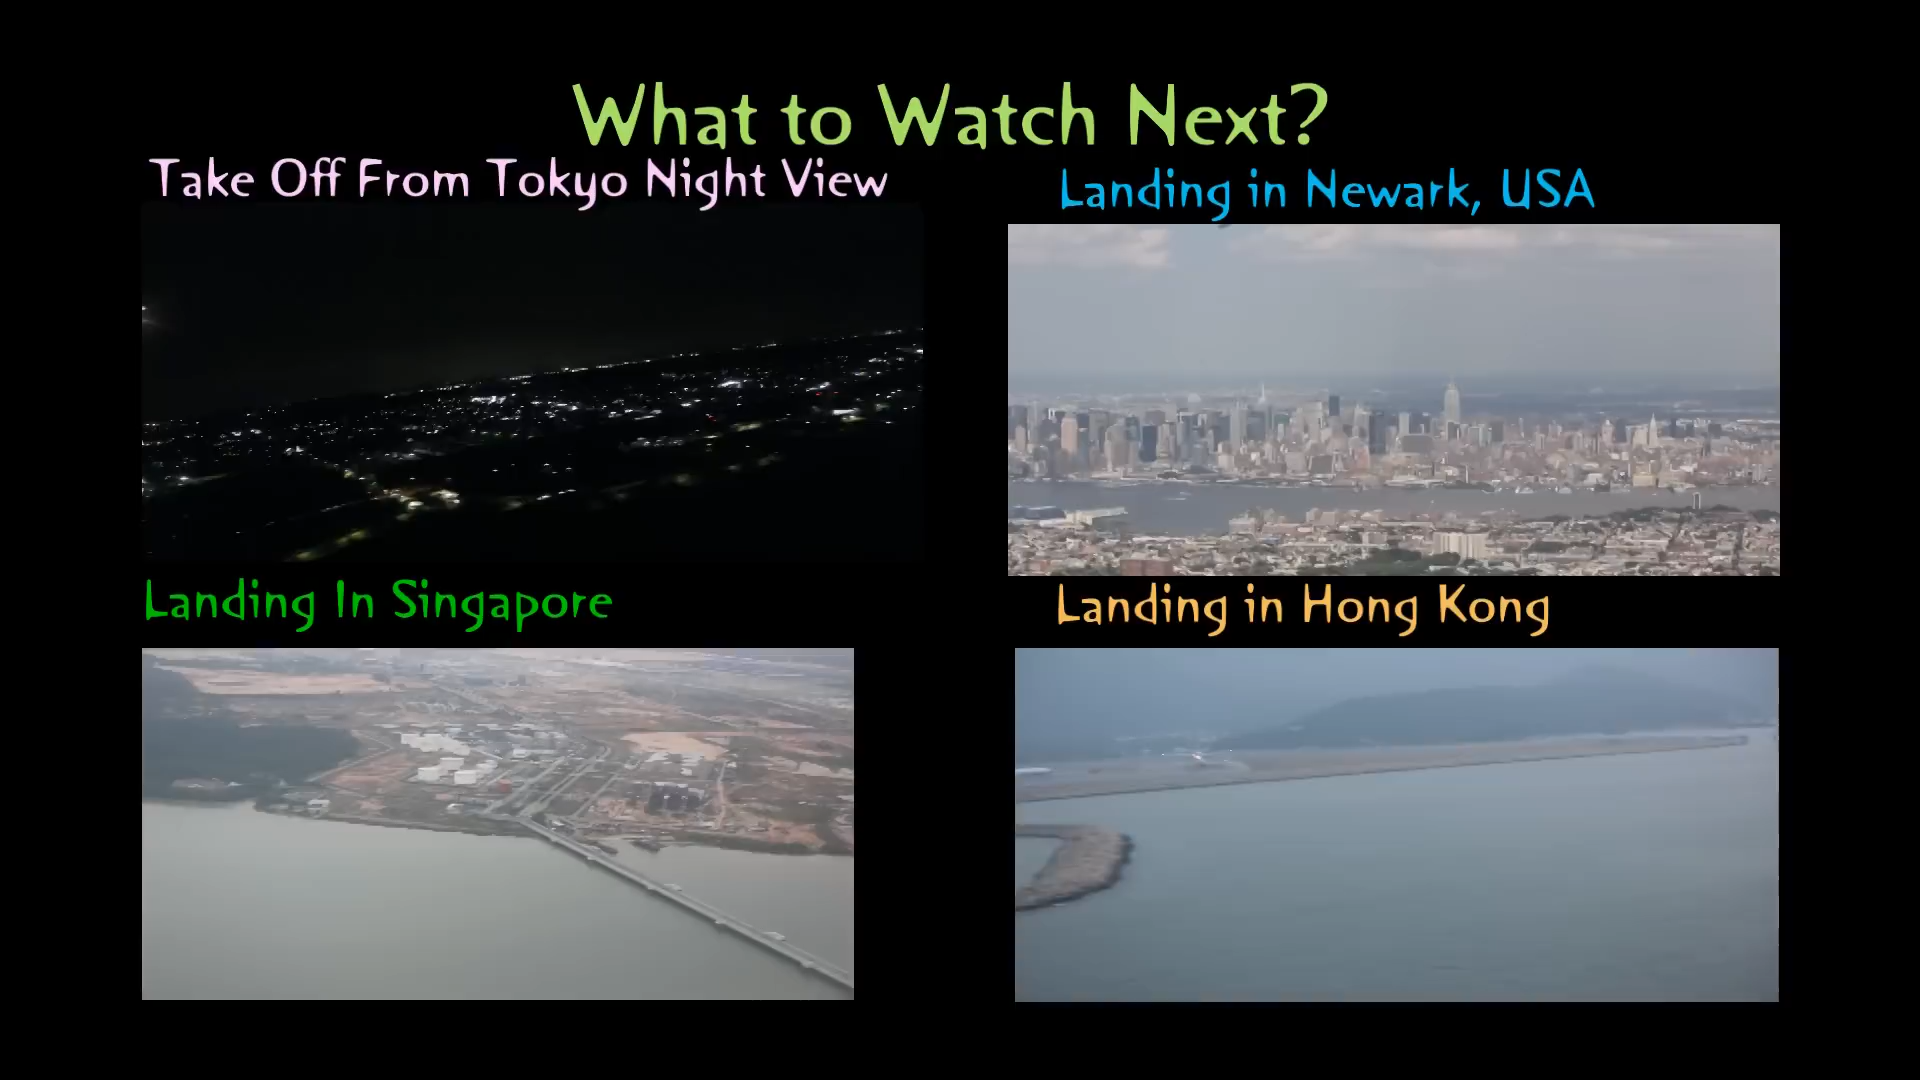 What to Watch Next?
Take Off From Tokyo Night View
Landing in Newark, USA
Landing In Singapore
Landing in Hong Kong